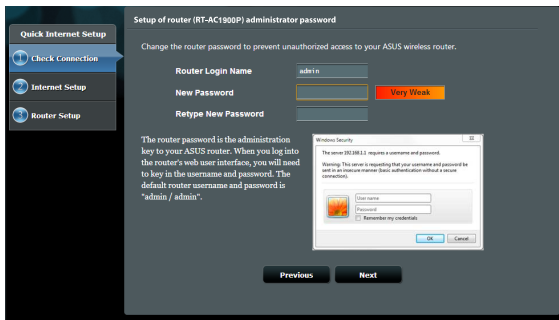 Setup of router (RT-AC1900P) administrator password
Quick Internet Setup
1 Check Connection
2 Internet Setup
3 Router Setup
Change the router password to prevent unauthorized access to your ASUS wireless router.
Router Login Name admin
New Password Very Weak
Retype New Password
The router password is the administration
key to your ASUS router. When you log into
the router's web user interface, you will need
to key in the username and password. The
default router username and password is
"admin / admin".
Windows Security
The server 192.168.1.1 requires a username and password.
Warning: This server is requesting that your username and password be
sent in an insecure manner (basic authentication without a secure
connection).
User name
Password
Remember my credentials
OK Cancel
Previous Next